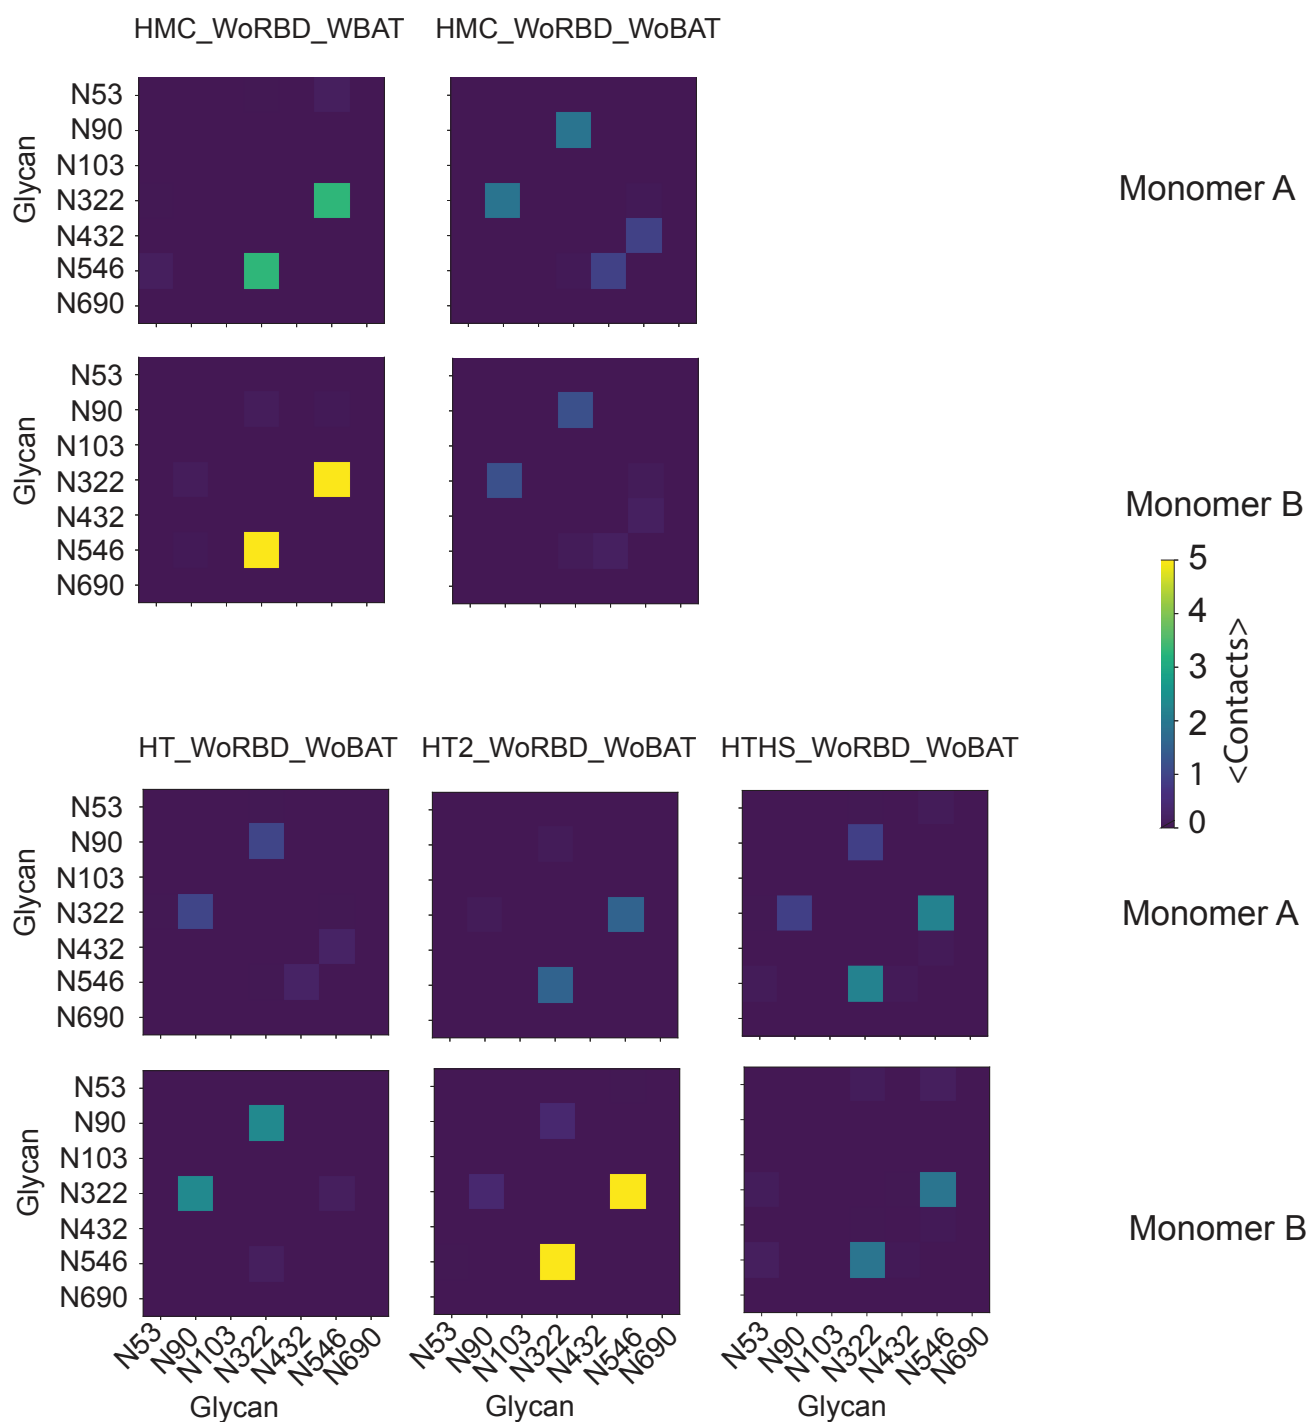 HMC_WoRBD_WBAT
HMC_WoRBD_WoBAT
N53
N90
N103
N322
N432
N546
N690
Glycan
Monomer A
N53
N90
N103
N322
N432
N546
N690
Glycan
Monomer B
5
4
3
2
1
0
<Contacts>
HT_WoRBD_WoBAT
HT2_WoRBD_WoBAT
HTHS_WoRBD_WoBAT
N53
N90
N103
N322
N432
N546
N690
Glycan
Monomer A
N53
N90
N103
N322
N432
N546
N690
Glycan
Monomer B
N53
N90
N103
N322
N432
N546
N690
Glycan
N53
N90
N103
N322
N432
N546
N690
Glycan
N53
N90
N103
N322
N432
N546
N690
Glycan